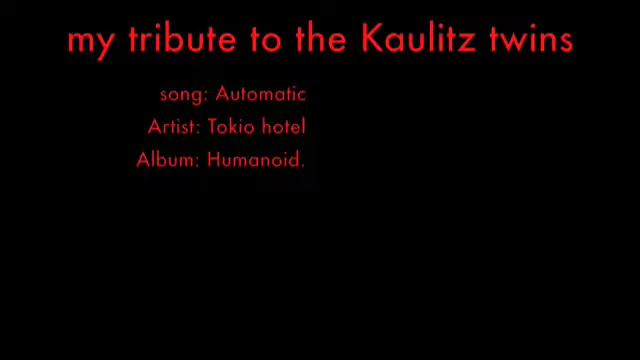 my tribute to the Kaulitz twins
song: Automatic
Artist: Tokio hotel
Album: Humanoid.